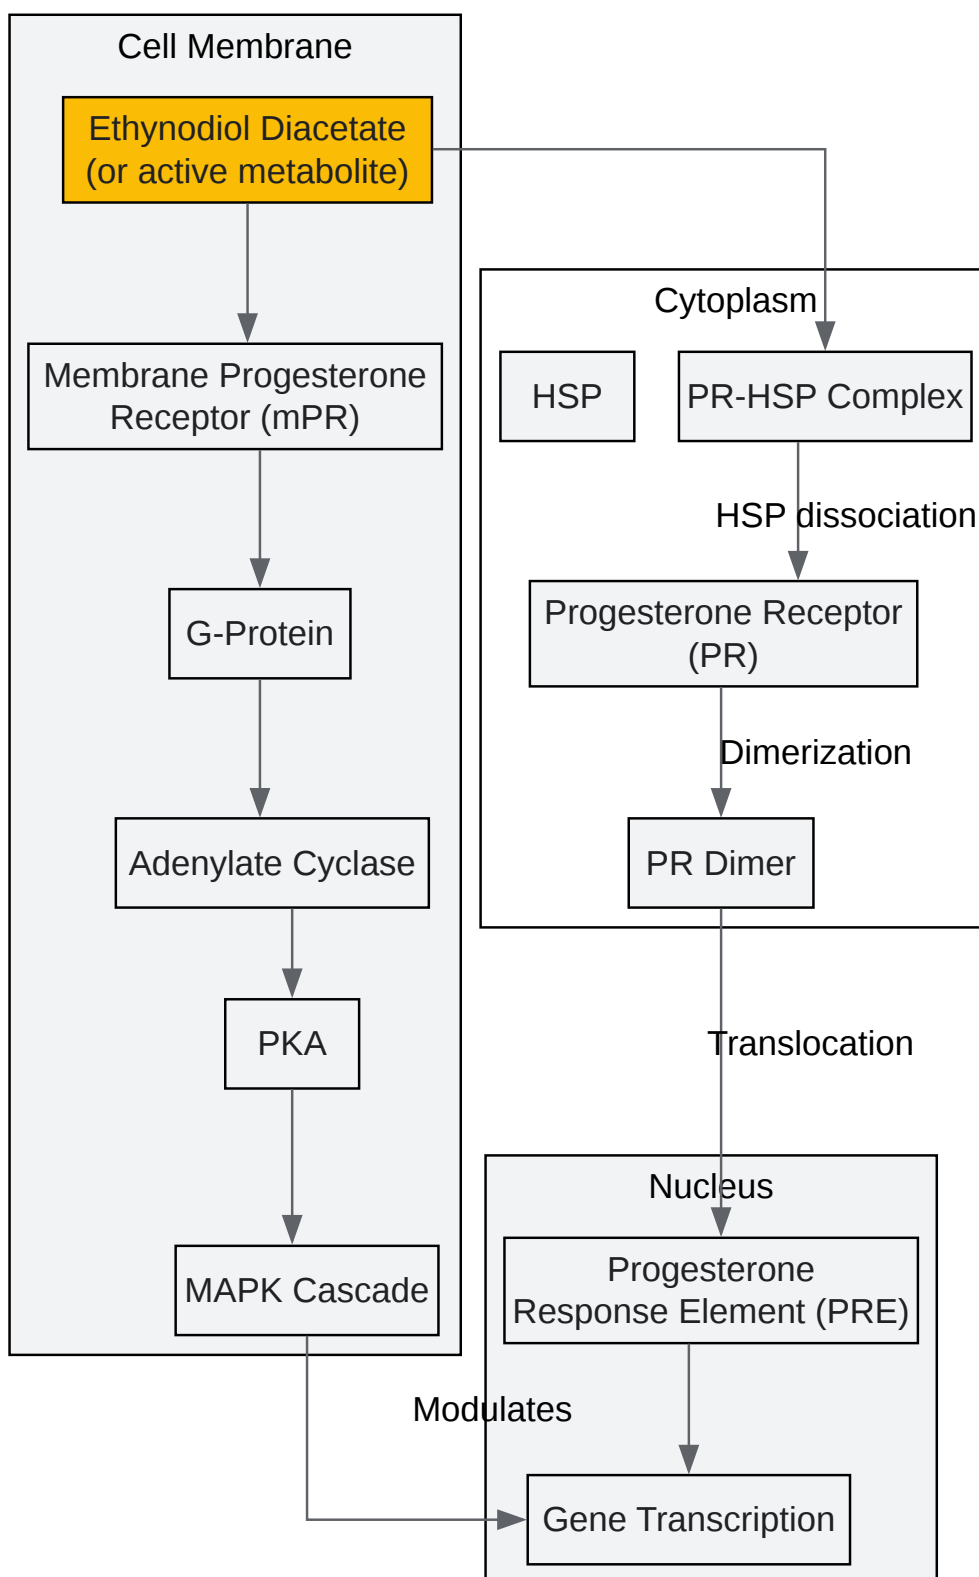 Cell Membrane
Ethynodiol Diacetate
(or active metabolite)
Membrane Progesterone
Receptor (mPR)
G-Protein
Adenylate Cyclase
PKA
MAPK Cascade
Cytoplasm
HSP
PR-HSP Complex
HSP dissociation
Progesterone Receptor
(PR)
Dimerization
PR Dimer
Translocation
Nucleus
Progesterone
Response Element (PRE)
Modulates
Gene Transcription